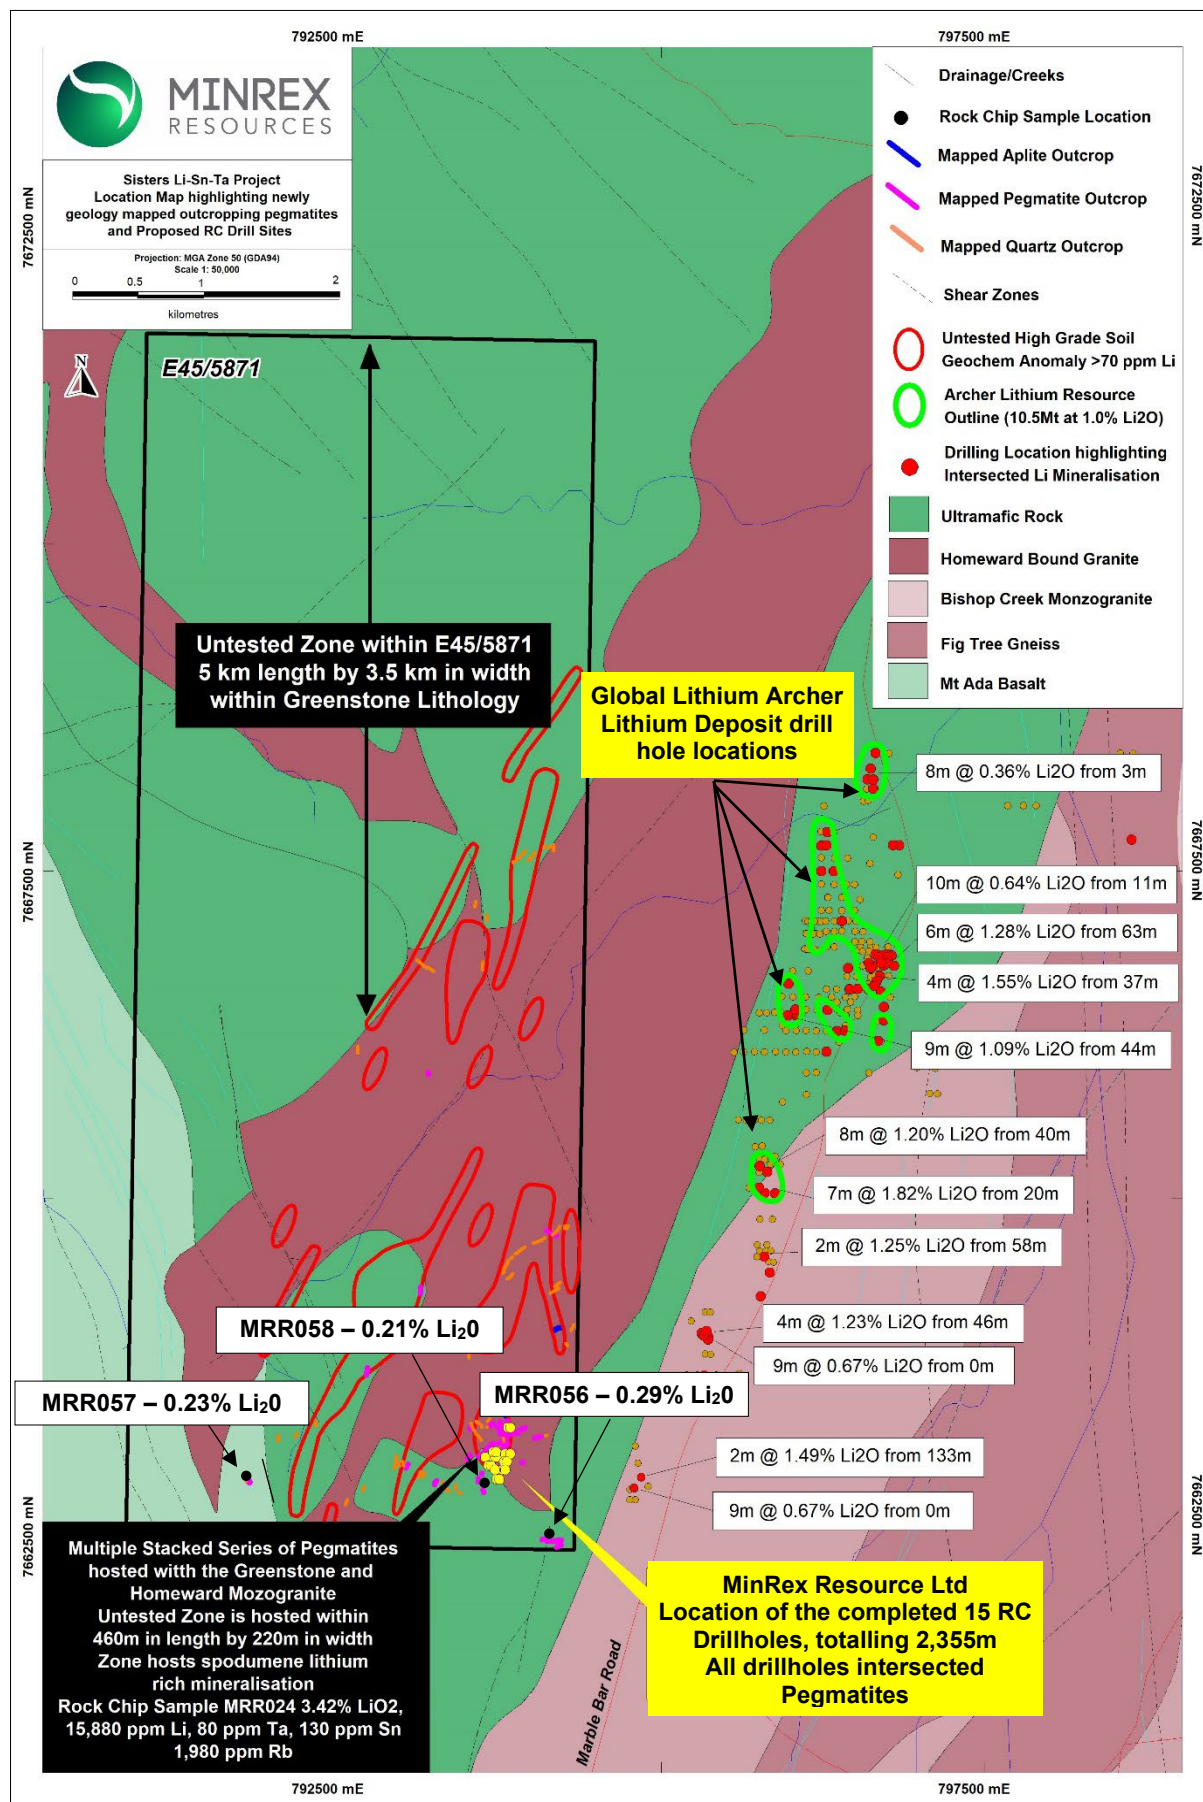 792500 mE
797500 mE
MINREX
RESOURCES
Sisters Li-Sn-Ta Project
Location Map highlighting newly
geology mapped outcropping pegmatites
and Proposed RC Drill Sites
Projection: MGA Zone 50 (GDA94)
Scale 1: 50,000
0 0.5 1 2
kilometres
7672500 mN
7672500 mN
Drainage/Creeks
Rock Chip Sample Location
Mapped Aplite Outcrop
Mapped Pegmatite Outcrop
Mapped Quartz Outcrop
Shear Zones
Untested High Grade Soil
Geochem Anomaly >70 ppm Li
Archer Lithium Resource
Outline (10.5Mt at 1.0% Li2O)
Drilling Location highlighting
Intersected Li Mineralisation
Ultramafic Rock
Homeward Bound Granite
Bishop Creek Monzogranite
Fig Tree Gneiss
Mt Ada Basalt
N
E45/5871
Untested Zone within E45/5871
5 km length by 3.5 km in width
within Greenstone Lithology
Global Lithium Archer
Lithium Deposit drill
hole locations
8m @ 0.36% Li2O from 3m
7667500 mN
7667500 mN
10m @ 0.64% Li2O from 11m
6m @ 1.28% Li2O from 63m
4m @ 1.55% Li2O from 37m
9m @ 1.09% Li2O from 44m
8m @ 1.20% Li2O from 40m
7m @ 1.82% Li2O from 20m
2m @ 1.25% Li2O from 58m
4m @ 1.23% Li2O from 46m
9m @ 0.67% Li2O from 0m
MRR058 – 0.21% Li₂0
MRR057 – 0.23% Li₂0
MRR056 – 0.29% Li₂0
2m @ 1.49% Li2O from 133m
9m @ 0.67% Li2O from 0m
7662500 mN
7662500 mN
Multiple Stacked Series of Pegmatites
hosted with the Greenstone and
Homeward Mozogranite
Untested Zone is hosted within
460m in length by 220m in width
Zone hosts spodumene lithium
rich mineralisation
Rock Chip Sample MRR024 3.42% LiO2,
15,880 ppm Li, 80 ppm Ta, 130 ppm Sn
1,980 ppm Rb
MinRex Resource Ltd
Location of the completed 15 RC
Drillholes, totalling 2,355m
All drillholes intersected
Pegmatites
Marble Bar Road
792500 mE
797500 mE